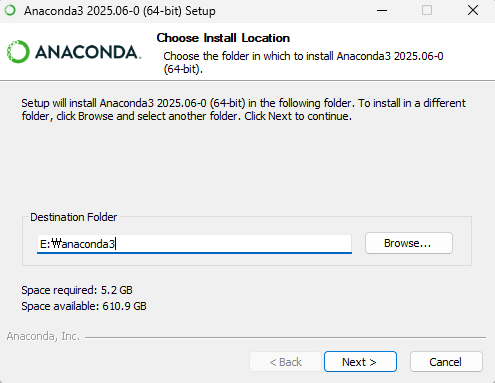 Anaconda3 2025.06-0 (64-bit) Setup
ANACONDA.
Choose Install Location
Choose the folder in which to install Anaconda3 2025.06-0
(64-bit).
Setup will install Anaconda3 2025.06-0 (64-bit) in the following folder. To install in a different
folder, click Browse and select another folder. Click Next to continue.
Destination Folder
E:₩anaconda3
Browse...
Space required: 5.2 GB
Space available: 610.9 GB
Anaconda, Inc.
< Back
Next >
Cancel